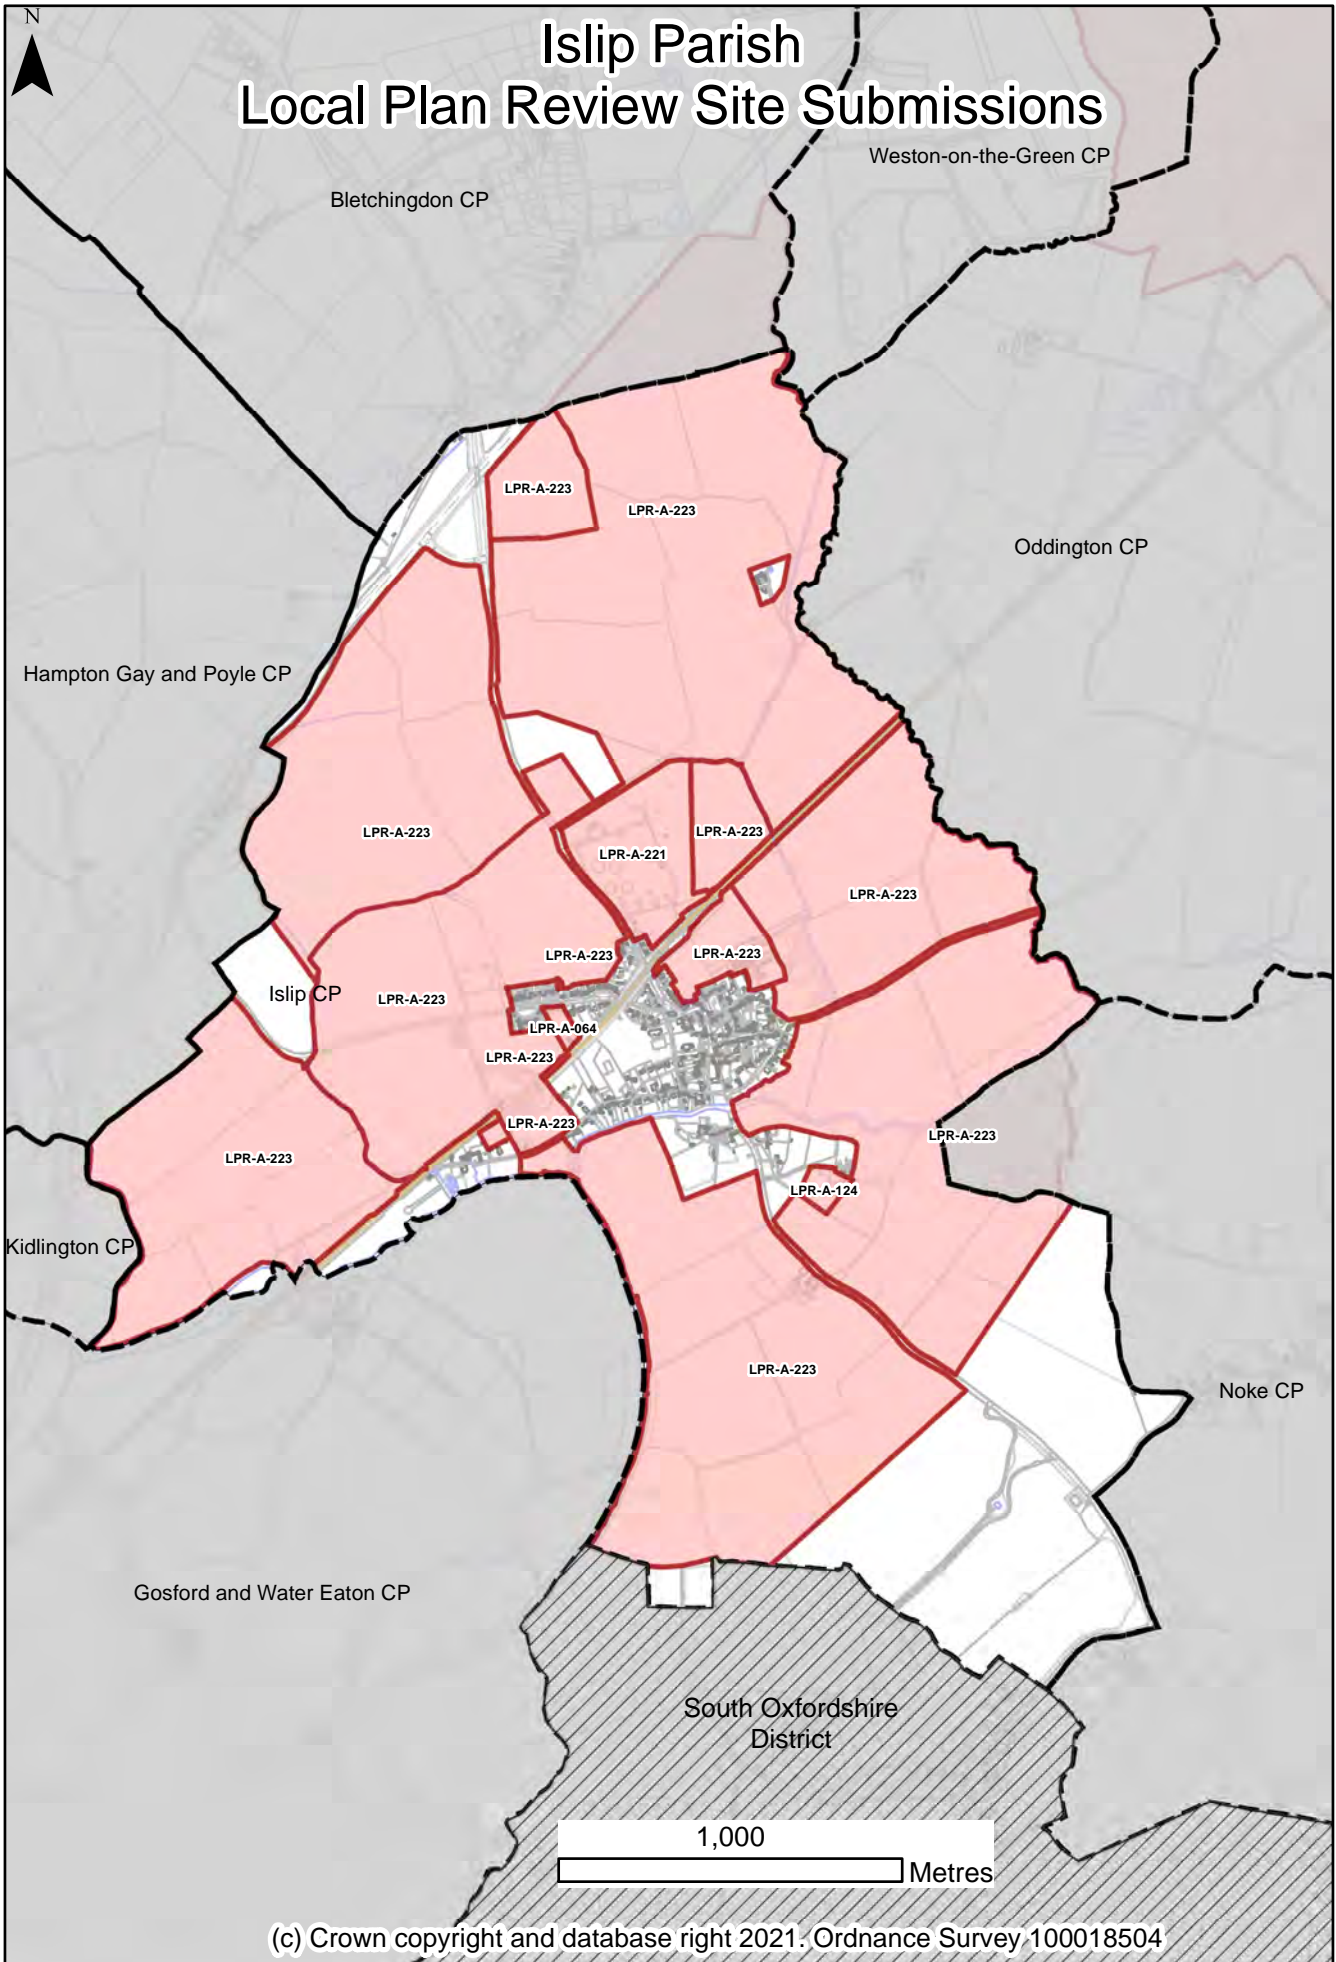 N
Islip Parish
Local Plan Review Site Submissions
Weston-on-the-Green CP
Bletchingdon CP
LPR-A-223
LPR-A-223
Oddington CP
Hampton Gay and Poyle CP
LPR-A-223
LPR-A-223
LPR-A-221
LPR-A-223
LPR-A-223
LPR-A-223
Islip CP
LPR-A-223
LPR-A-064
LPR-A-223
LPR-A-223
LPR-A-223
LPR-A-223
LPR-A-124
Kidlington CP
LPR-A-223
Noke CP
Gosford and Water Eaton CP
South Oxfordshire
District
1,000
Metres
(c) Crown copyright and database right 2021. Ordnance Survey 100018504